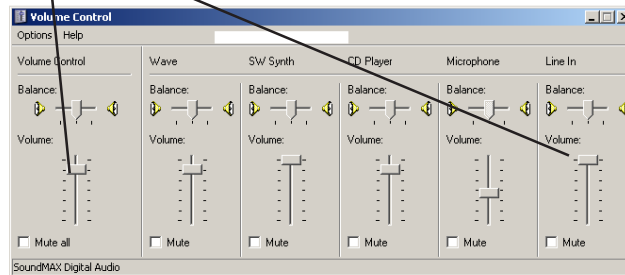 Volume Control
Options Help
Volume Control Wave SW Synth CD Player Microphone Line In
Balance: Balance: Balance: Balance: Balance: Balance:
Volume: Volume: Volume: Volume: Volume: Volume:
Mute all Mute Mute Mute Mute Mute
SoundMAX Digital Audio